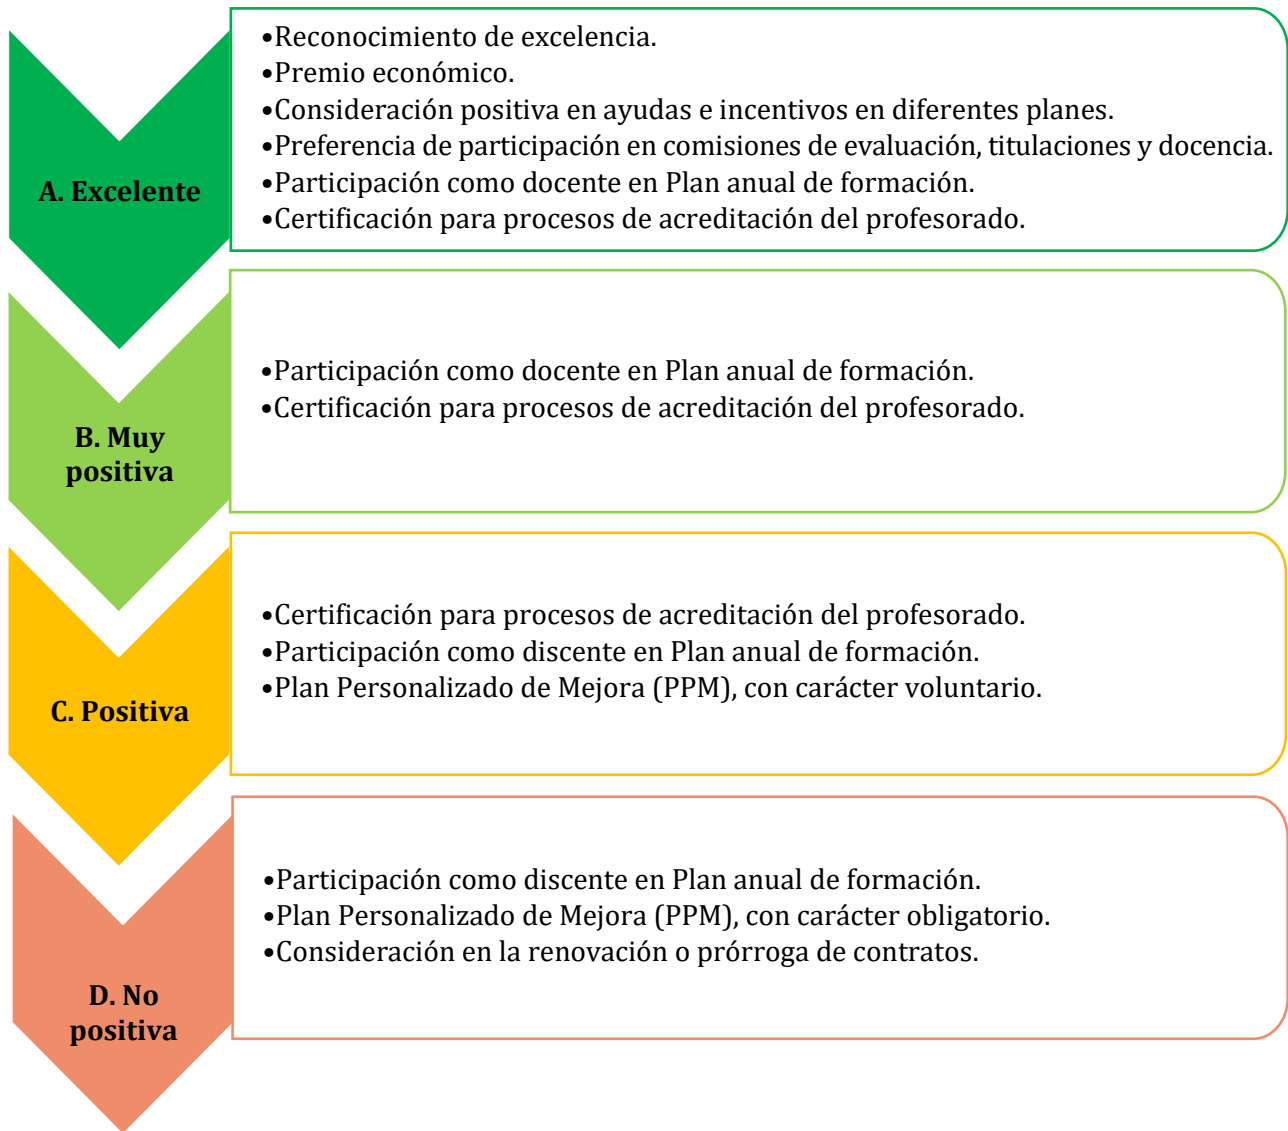 A. Excelente
•Reconocimiento de excelencia.
•Premio económico.
•Consideración positiva en ayudas e incentivos en diferentes planes.
•Preferencia de participación en comisiones de evaluación, titulaciones y docencia.
•Participación como docente en Plan anual de formación.
•Certificación para procesos de acreditación del profesorado.
B. Muy
positiva
•Participación como docente en Plan anual de formación.
•Certificación para procesos de acreditación del profesorado.
C. Positiva
•Certificación para procesos de acreditación del profesorado.
•Participación como discente en Plan anual de formación.
•Plan Personalizado de Mejora (PPM), con carácter voluntario.
D. No
positiva
•Participación como discente en Plan anual de formación.
•Plan Personalizado de Mejora (PPM), con carácter obligatorio.
•Consideración en la renovación o prórroga de contratos.